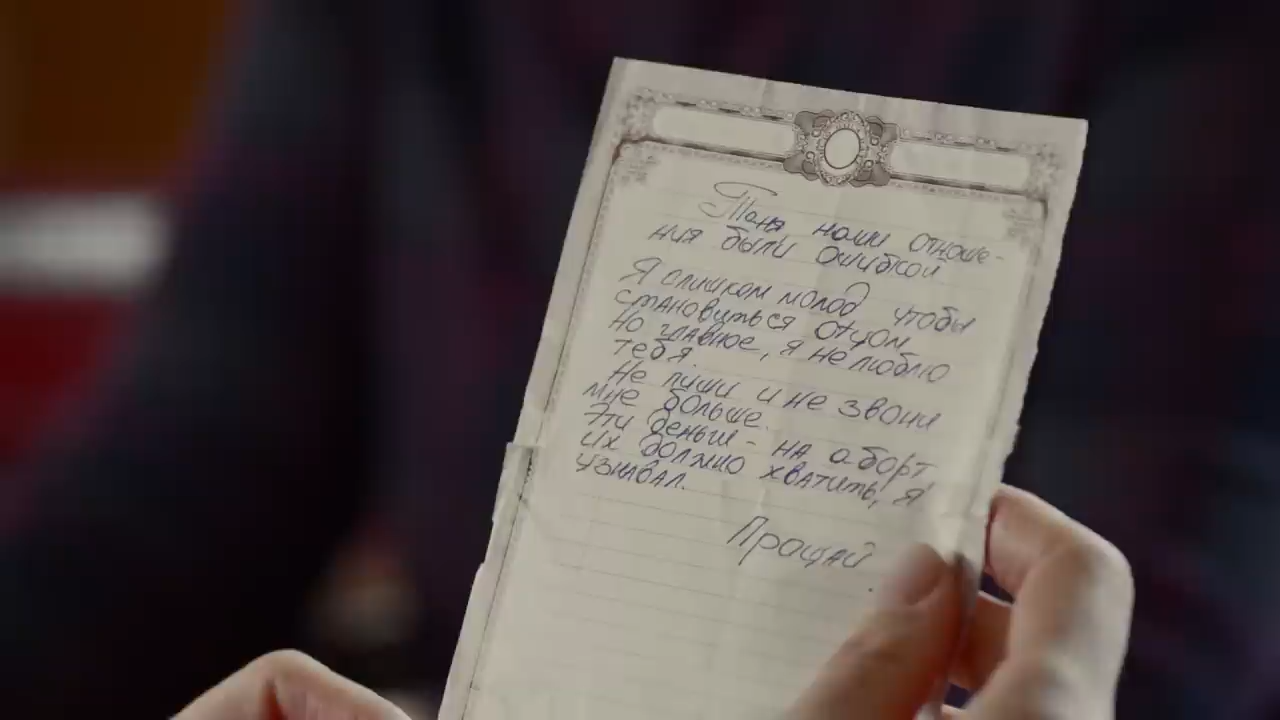 Таня наши отноше-
ния были ошибкой
Я слишком молод чтобы
становиться отцом
Но главное, я не люблю
тебя.
Не пиши и не звони
мне больше.
Эти деньги - на аборт
их должно хватить, я
узнавал.
Прощай